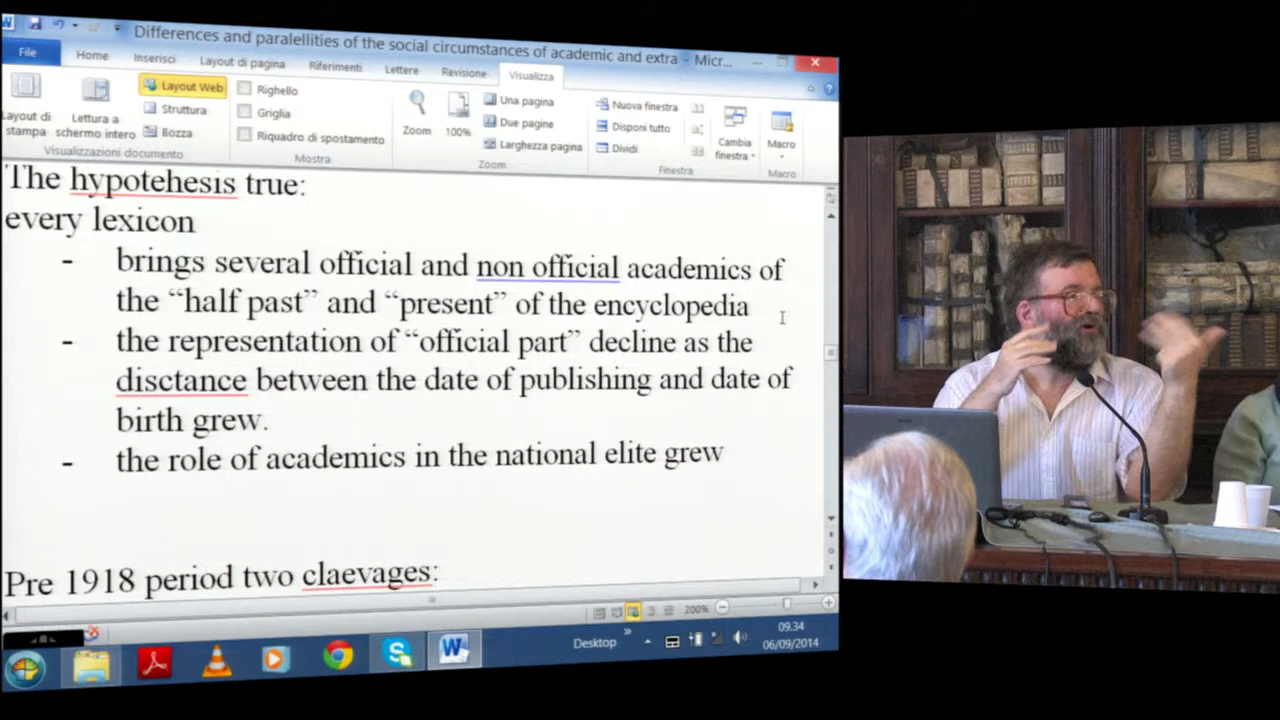 Differences and paralellities of the social circumstances of academic and extra - Micr...
File Home Inserisci Layout di pagina Riferimenti Lettere Revisione Visualizza
Layout di stampa
Lettura a schermo intero
Layout Web
Struttura
Bozza
Visualizzazioni documento
Righello
Griglia
Riquadro di spostamento
Mostra
Zoom
100%
Una pagina
Due pagine
Larghezza pagina
Zoom
Nuova finestra
Disponi tutto
Dividi
Cambia finestra
Finestra
Macro
Macro
The hypotehesis true:
every lexicon
- brings several official and non official academics of
the “half past” and “present” of the encyclopedia
- the representation of “official part” decline as the
disctance between the date of publishing and date of
birth grew.
- the role of academics in the national elite grew
Pre 1918 period two claevages:
200%
Desktop
09.34
06/09/2014